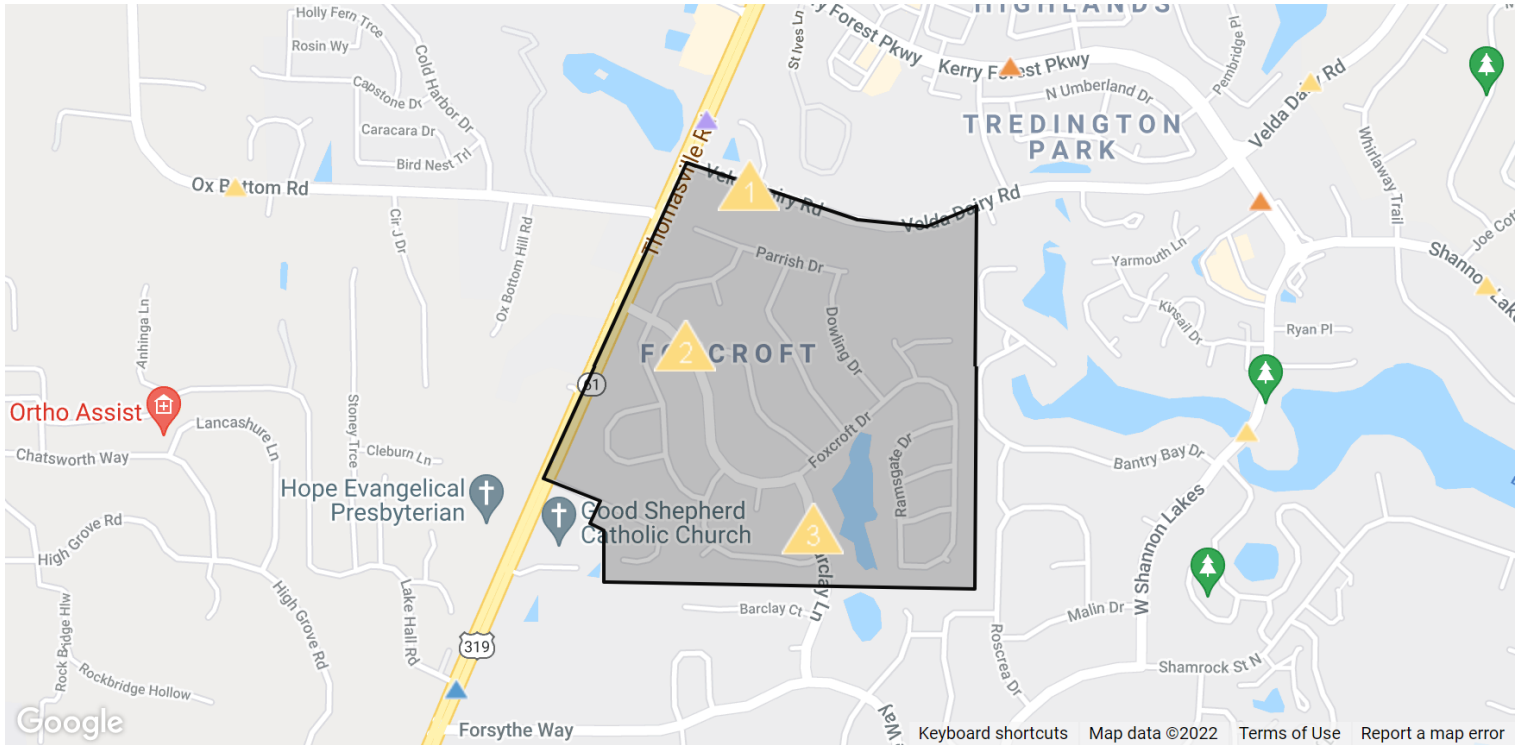 HIGHLANDS
Holly Fern Trce
Rosin Wy
Cold Harbor Dr
St Ives Ln
Forest Pkwy
Kerry Forest Pkwy
Pembridge Pl
Capstone Dr
N Umberland Dr
Velda Dairy Rd
Caracara Dr
TREDINGTON
PARK
Bird Nest Trl
Whirlaway Trail
Ox Bottom Rd
Thomasville R
1
Velda Dairy Rd
Velda Dairy Rd
Cir J Dr
Ox Bottom Hill Rd
Parrish Dr
Yarmouth Ln
Joe Cot
Shannon Lakes
Anhinga Ln
Dowling Dr
Kinsail Dr
Ryan Pl
FOXCROFT
2
61
Ortho Assist
Stoney Trce
Lancashure Ln
Chatsworth Way
Cleburn Ln
Foxcroft Dr
Ramsgate Dr
Bantry Bay Dr
Hope Evangelical
Presbyterian
Good Shepherd
Catholic Church
3
High Grove Rd
W Shannon Lakes
Barclay Ln
High Grove Rd
Lake Hall Rd
Barclay Ct
Malin Dr
Rock Bridge Hlw
319
Roscrea Dr
Shamrock St N
Rockbridge Hollow
Forsythe Way
Way
Google
Keyboard shortcuts
Map data ©2022
Terms of Use
Report a map error